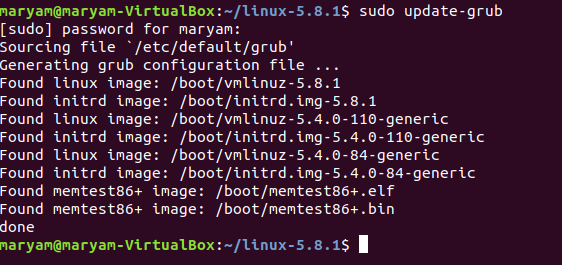 maryam@maryam-VirtualBox:~/linux-5.8.1$ sudo update-grub
[sudo] password for maryam:
Sourcing file `/etc/default/grub'
Generating grub configuration file ...
Found linux image: /boot/vmlinuz-5.8.1
Found initrd image: /boot/initrd.img-5.8.1
Found linux image: /boot/vmlinuz-5.4.0-110-generic
Found initrd image: /boot/initrd.img-5.4.0-110-generic
Found linux image: /boot/vmlinuz-5.4.0-84-generic
Found initrd image: /boot/initrd.img-5.4.0-84-generic
Found memtest86+ image: /boot/memtest86+.elf
Found memtest86+ image: /boot/memtest86+.bin
done
maryam@maryam-VirtualBox:~/linux-5.8.1$